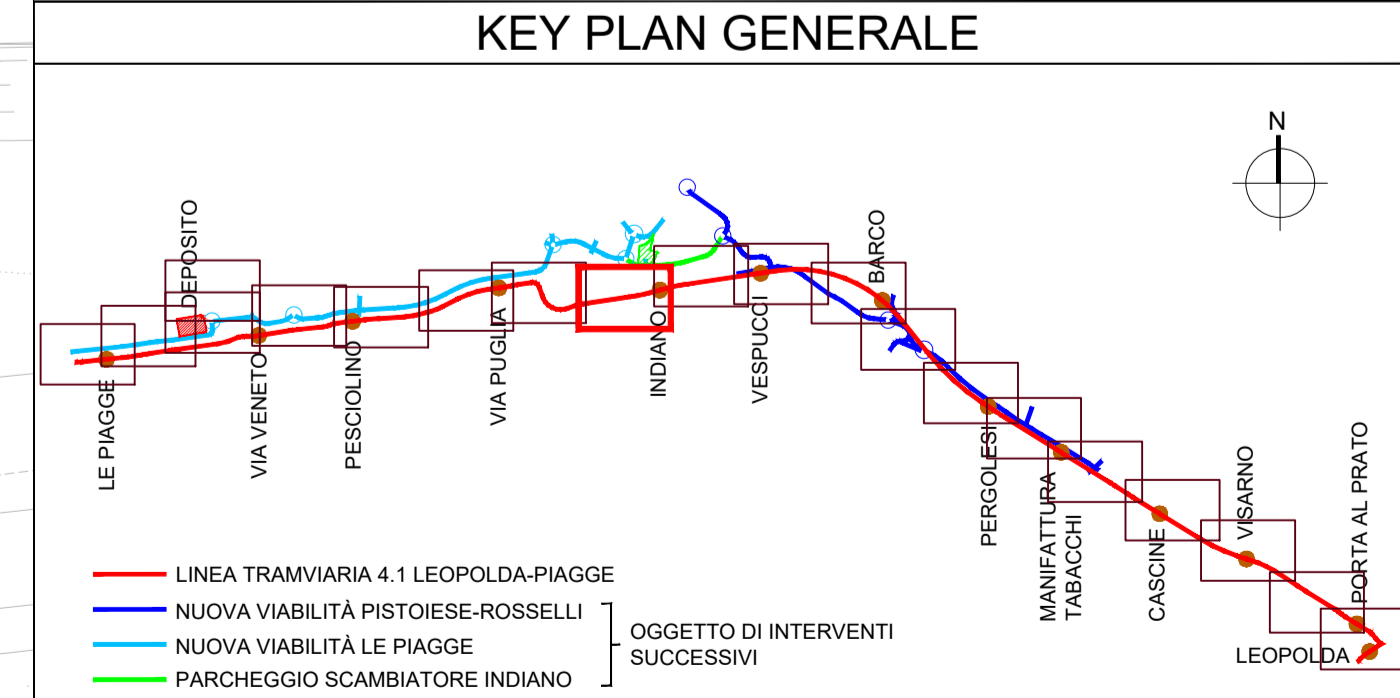 KEY PLAN GENERALE
N
DEPOSITO
BARCO
LE PIAGGE
VIA VENETO
PESCIOLINO
VIA PUGLIA
INDIANO
VESPUCCI
PERGOLESI
MANIFATTURA
TABACCHI
CASCINE
VISARNO
PORTA AL PRATO
LEOPOLDA
LINEA TRAMVIARIA 4.1 LEOPOLDA-PIAGGE
NUOVA VIABILITÀ PISTOIESE-ROSSELLI
NUOVA VIABILITÀ LE PIAGGE
PARCHEGGIO SCAMBIATORE INDIANO
OGGETTO DI INTERVENTI
SUCCESSIVI